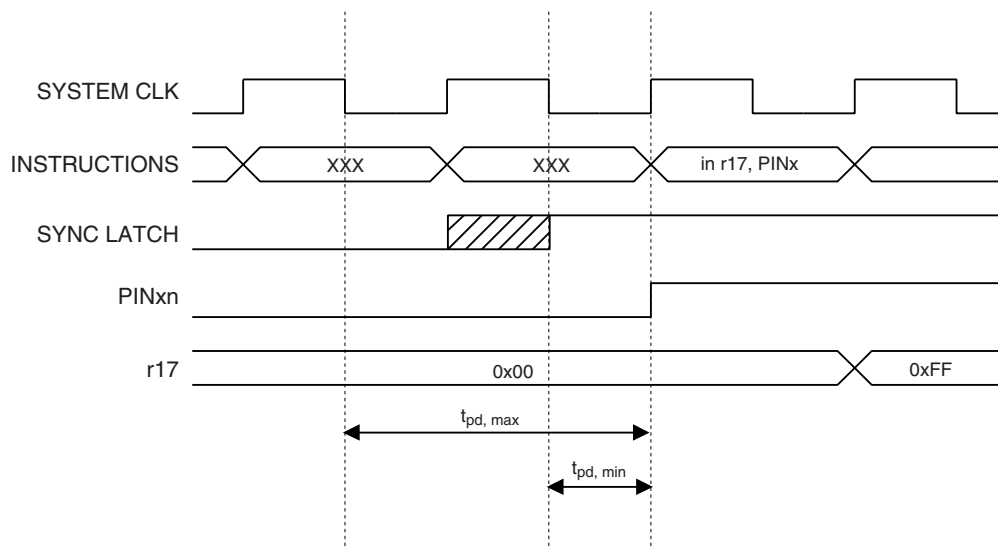 SYSTEM CLK
INSTRUCTIONS XXX XXX in r17, PINx
SYNC LATCH
PINxn
r17 0x00 0xFF
tpd, max
tpd, min